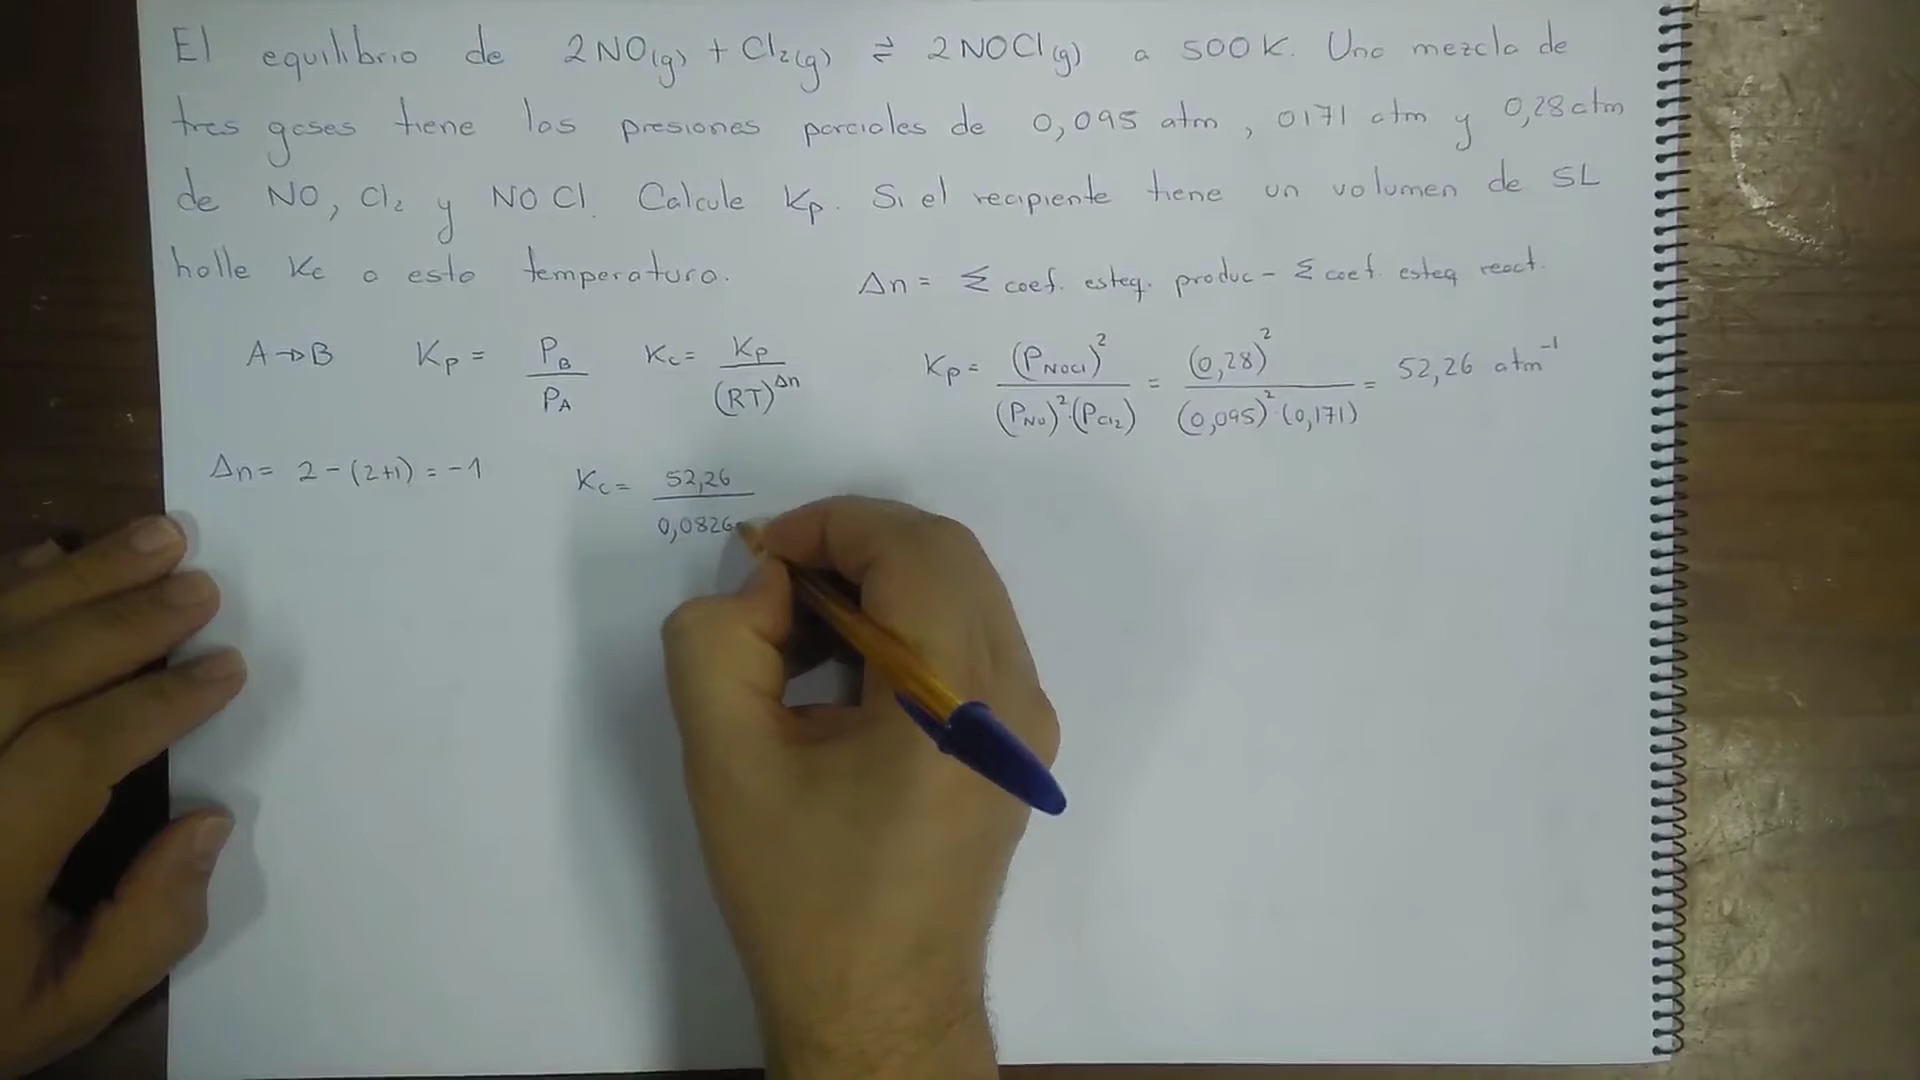 El equilibrio de 2NO(g) + Cl2(g) ⇌ 2NOCl(g) a 500K. Una mezcla de
tres gases tiene las presiones parciales de 0,095 atm, 0171 atm y 0,28 atm
de NO, Cl2 y NOCl. Calcule Kp. Si el recipiente tiene un volumen de 5L
halle Kc a esta temperatura.
Δn = Σ coef. esteq. produc - Σ coef. esteq react.
A → B Kp = PB / PA Kc = Kp / (RT)^Δn
Kp = (PNOCl)^2 / (PNO)^2·(PCl2) = (0,28)^2 / (0,095)^2·(0,171) = 52,26 atm^-1
Δn = 2 - (2+1) = -1
Kc = 52,26 / 0,0826